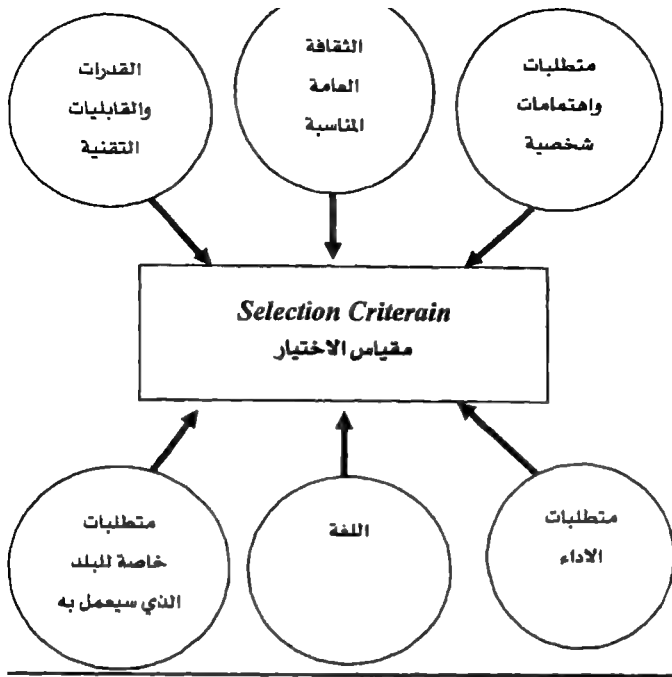 متطلبات
واهتمامات
شخصية
الثقافة
العامة
المناسبة
القدرات
والقابليات
التقنية
Selection Criterain
مقياس الاختيار
متطلبات
الاداء
اللغة
متطلبات
خاصة للبلد
الذي سيعمل به